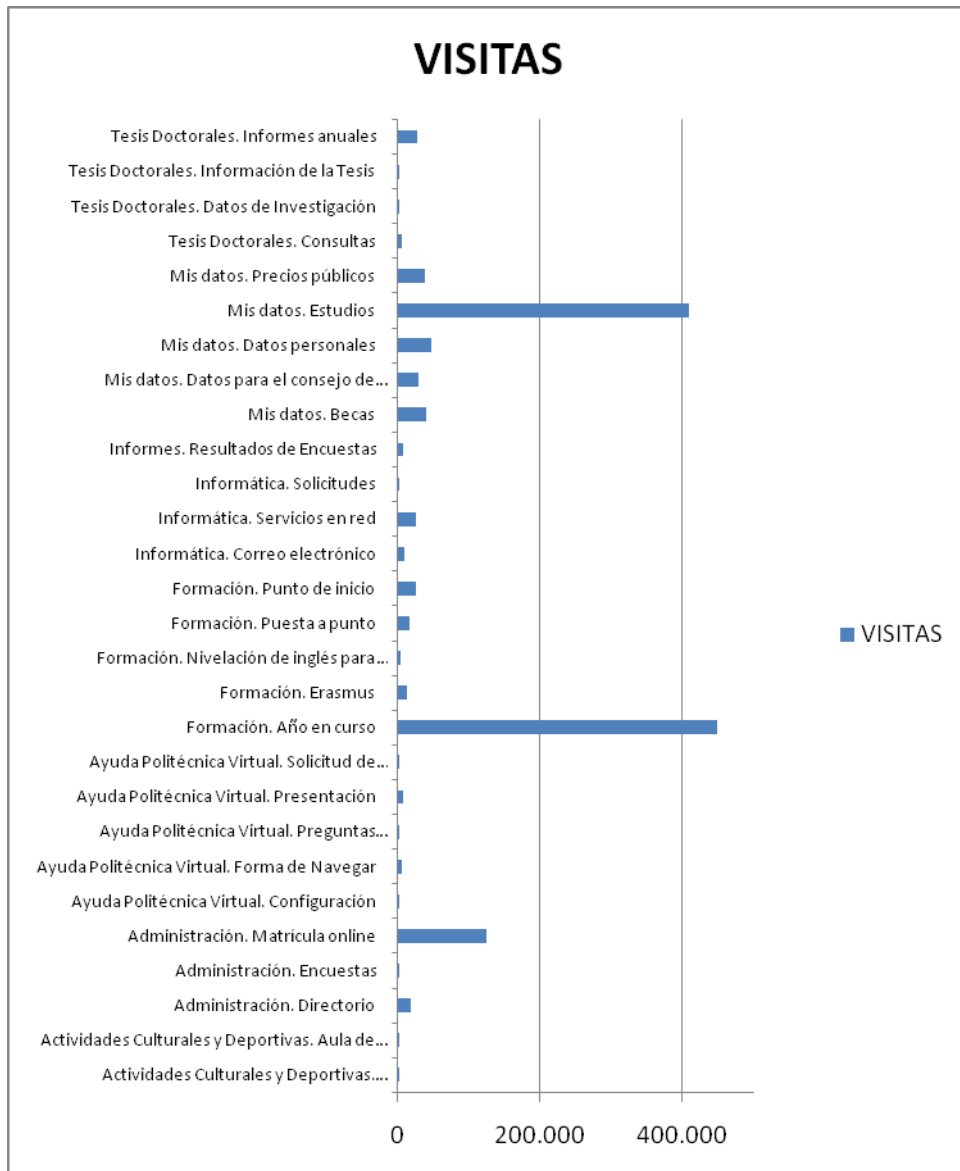 VISITAS
Tesis Doctorales. Informes anuales
Tesis Doctorales. Información de la Tesis
Tesis Doctorales. Datos de Investigación
Tesis Doctorales. Consultas
Mis datos. Precios públicos
Mis datos. Estudios
Mis datos. Datos personales
Mis datos. Datos para el consejo de...
Mis datos. Becas
Informes. Resultados de Encuestas
Informática. Solicitudes
Informática. Servicios en red
Informática. Correo electrónico
Formación. Punto de inicio
Formación. Puesta a punto
Formación. Nivelación de inglés para...
Formación. Erasmus
Formación. Año en curso
Ayuda Politécnica Virtual. Solicitud de...
Ayuda Politécnica Virtual. Presentación
Ayuda Politécnica Virtual. Preguntas...
Ayuda Politécnica Virtual. Forma de Navegar
Ayuda Politécnica Virtual. Configuración
Administración. Matrícula online
Administración. Encuestas
Administración. Directorio
Actividades Culturales y Deportivas. Aula de...
Actividades Culturales y Deportivas....
VISITAS
0 200.000 400.000